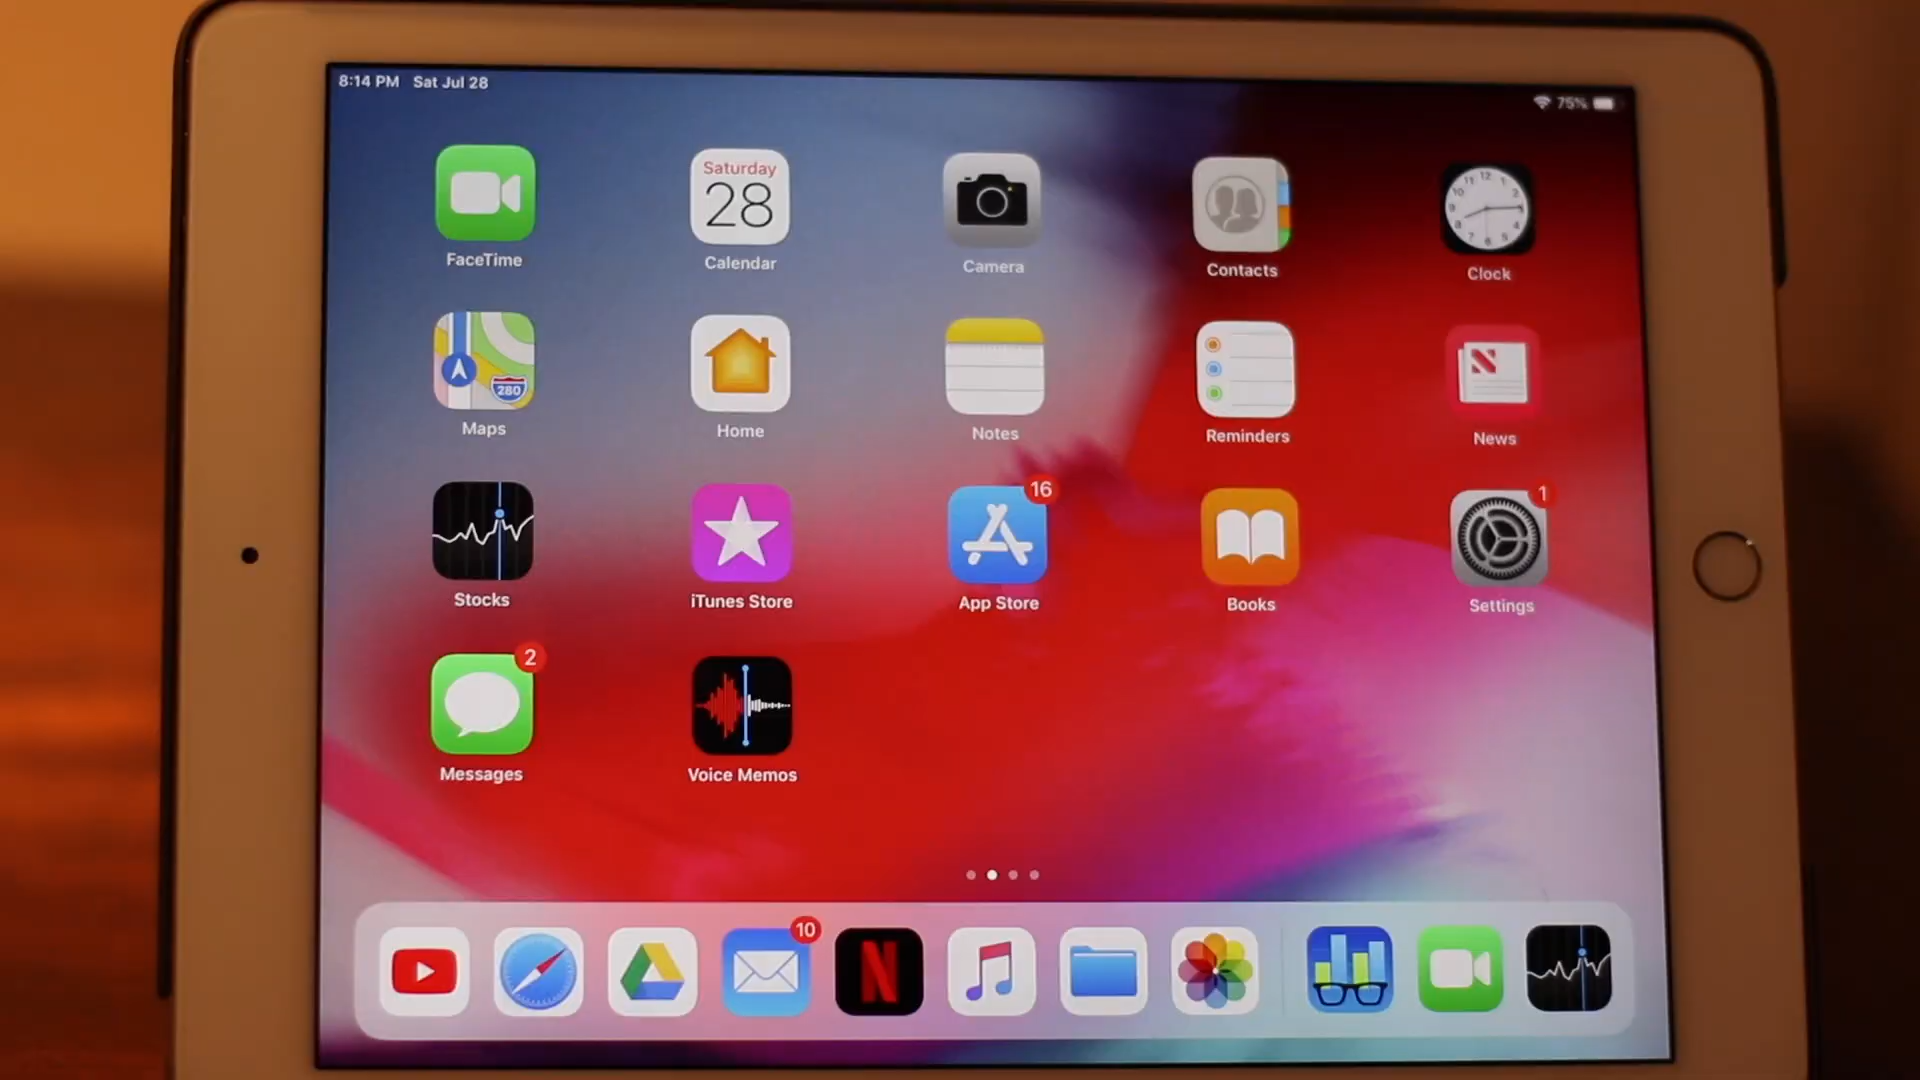 8:14 PM Sat Jul 28
75%
Saturday
28
FaceTime
Calendar
Camera
Contacts
Clock
280
Maps
Home
Notes
Reminders
News
16
1
Stocks
iTunes Store
App Store
Books
Settings
2
Messages
Voice Memos
10
N